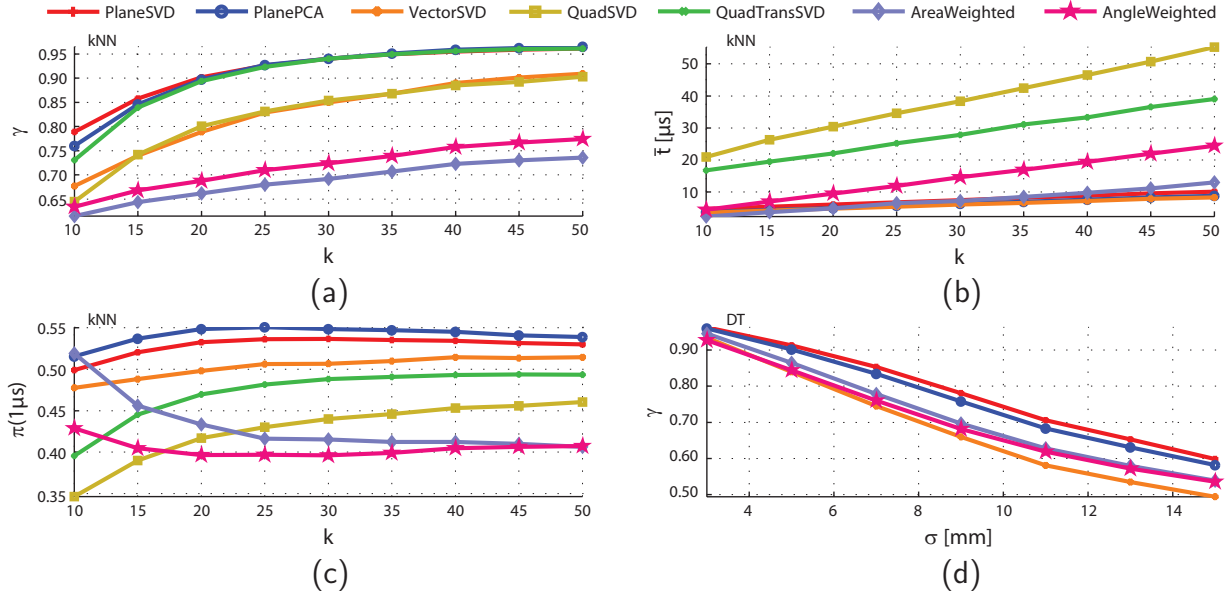 PlaneSVD PlanePCA VectorSVD QuadSVD QuadTransSVD AreaWeighted AngleWeighted
kNN
γ
0.95
0.90
0.85
0.80
0.75
0.70
0.65
10 15 20 25 30 35 40 45 50
k
(a)
kNN
t̅ [μs]
50
40
30
20
10
10 15 20 25 30 35 40 45 50
k
(b)
kNN
π(1μs)
0.55
0.50
0.45
0.40
0.35
10 15 20 25 30 35 40 45 50
k
(c)
DT
γ
0.90
0.80
0.70
0.60
0.50
4 6 8 10 12 14
σ [mm]
(d)